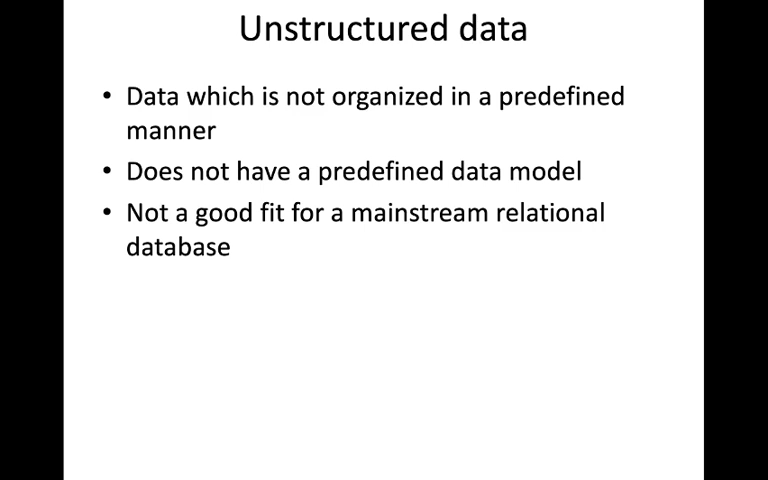 Unstructured data
• Data which is not organized in a predefined
manner
• Does not have a predefined data model
• Not a good fit for a mainstream relational
database